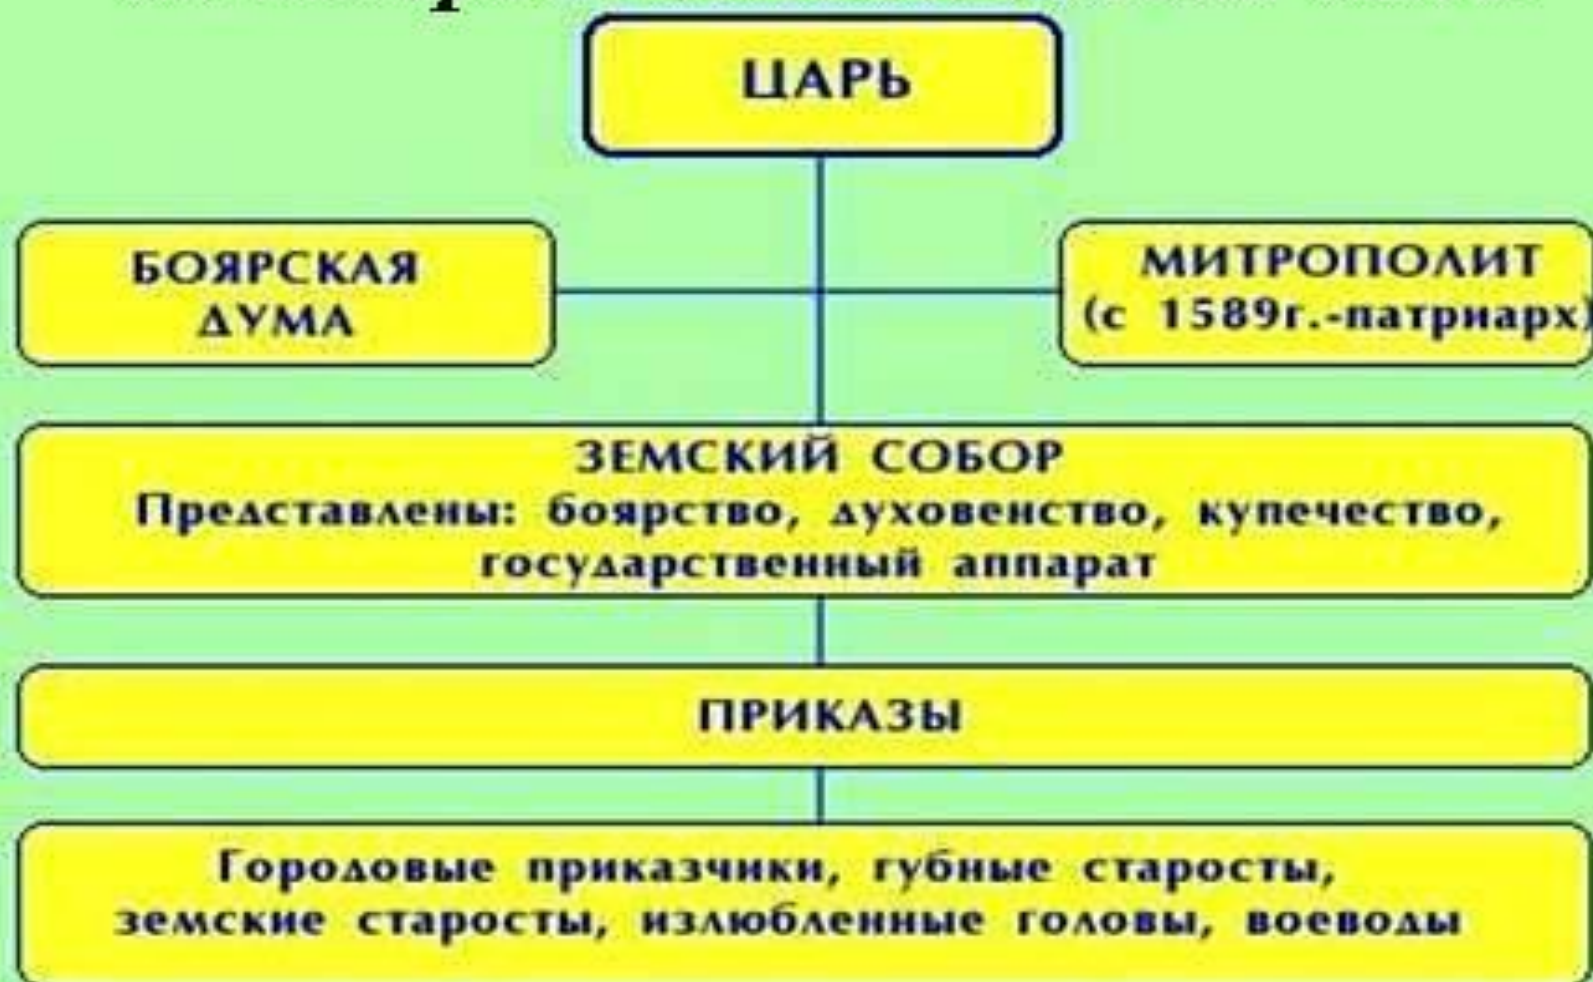 ЦАРЬ
БОЯРСКАЯ
ДУМА
МИТРОПОЛИТ
(с 1589г.-патриарх)
ЗЕМСКИЙ СОБОР
Представлены: боярство, духовенство, купечество,
государственный аппарат
ПРИКАЗЫ
Городовые приказчики, губные старосты,
земские старосты, излюбленные головы, воеводы